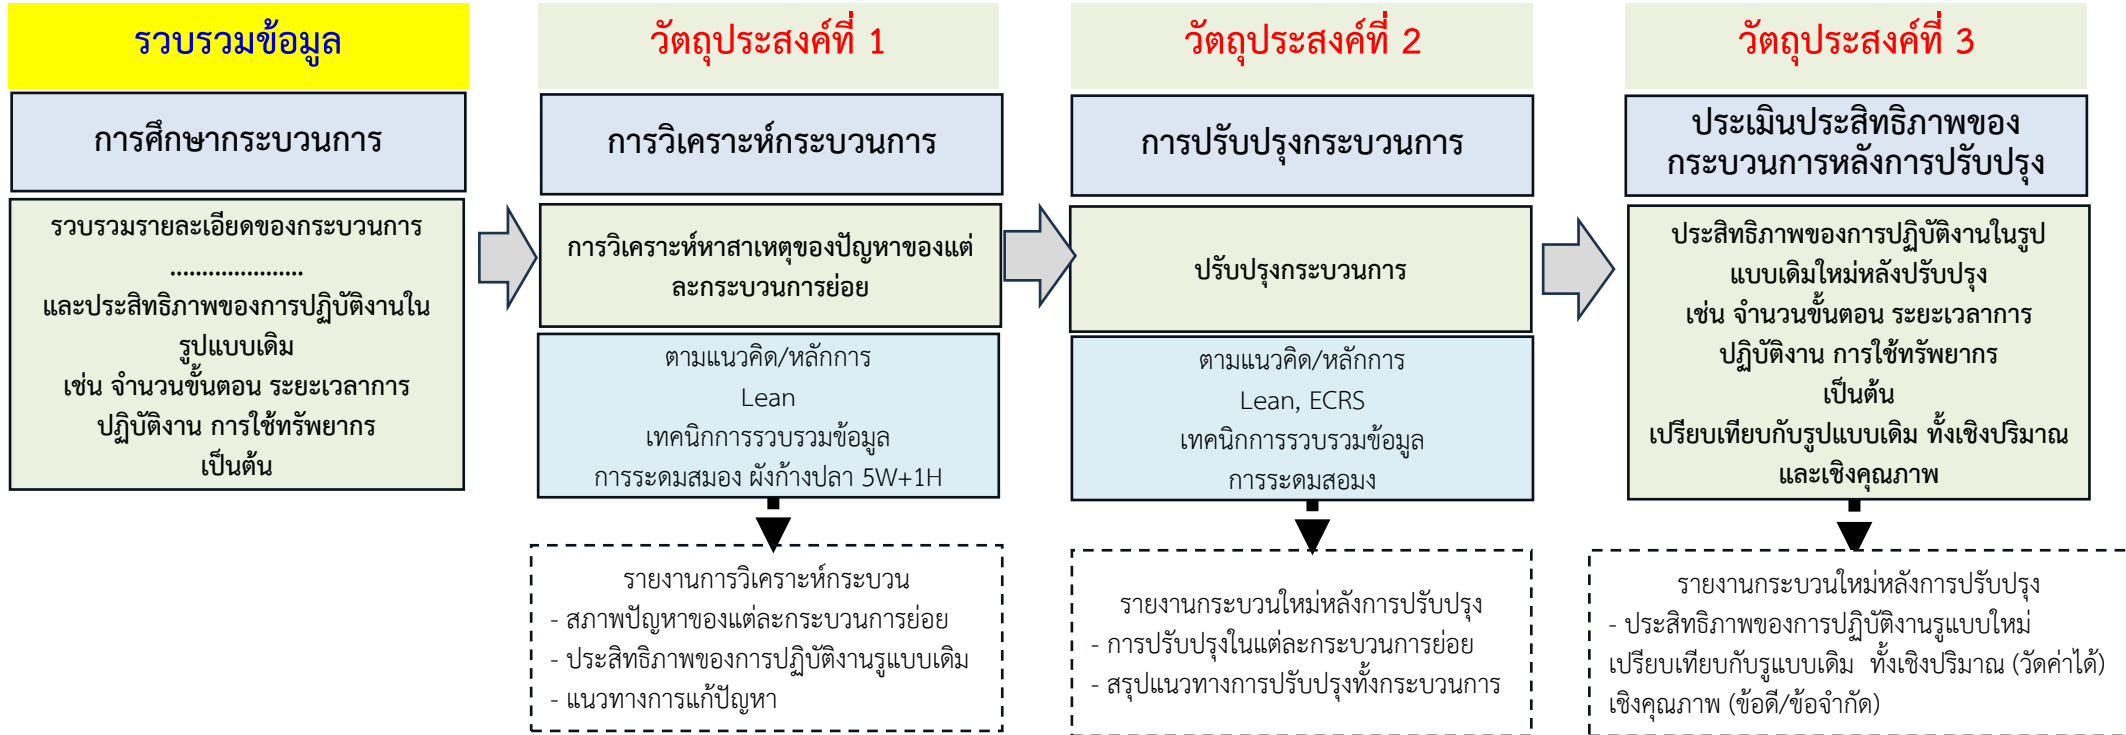 รวบรวมข้อมูล
การศึกษากระบวนการ
รวบรวมรายละเอียดของกระบวนการ
.....................
และประสิทธิภาพของการปฏิบัติงานใน
รูปแบบเดิม
เช่น จำนวนขั้นตอน ระยะเวลาการ
ปฏิบัติงาน การใช้ทรัพยากร
เป็นต้น
วัตถุประสงค์ที่ 1
การวิเคราะห์กระบวนการ
การวิเคราะห์หาสาเหตุของปัญหาของแต่
ละกระบวนการย่อย
ตามแนวคิด/หลักการ
Lean
เทคนิกการรวบรวมข้อมูล
การระดมสมอง ผังก้างปลา 5W+1H
รายงานการวิเคราะห์กระบวน
- สภาพปัญหาของแต่ละกระบวนการย่อย
- ประสิทธิภาพของการปฏิบัติงานรูแบบเดิม
- แนวทางการแก้ปัญหา
วัตถุประสงค์ที่ 2
การปรับปรุงกระบวนการ
ปรับปรุงกระบวนการ
ตามแนวคิด/หลักการ
Lean, ECRS
เทคนิกการรวบรวมข้อมูล
การระดมสอมง
รายงานกระบวนใหม่หลังการปรับปรุง
- การปรับปรุงในแต่ละกระบวนการย่อย
- สรุปแนวทางการปรับปรุงทั้งกระบวนการ
วัตถุประสงค์ที่ 3
ประเมินประสิทธิภาพของ
กระบวนการหลังการปรับปรุง
ประสิทธิภาพของการปฏิบัติงานในรูป
แบบเดิมใหม่หลังปรับปรุง
เช่น จำนวนขั้นตอน ระยะเวลาการ
ปฏิบัติงาน การใช้ทรัพยากร
เป็นต้น
เปรียบเทียบกับรูปแบบเดิม ทั้งเชิงปริมาณ
และเชิงคุณภาพ
รายงานกระบวนใหม่หลังการปรับปรุง
- ประสิทธิภาพของการปฏิบัติงานรูแบบใหม่
เปรียบเทียบกับรูแบบเดิม ทั้งเชิงปริมาณ (วัดค่าได้)
เชิงคุณภาพ (ข้อดี/ข้อจำกัด)